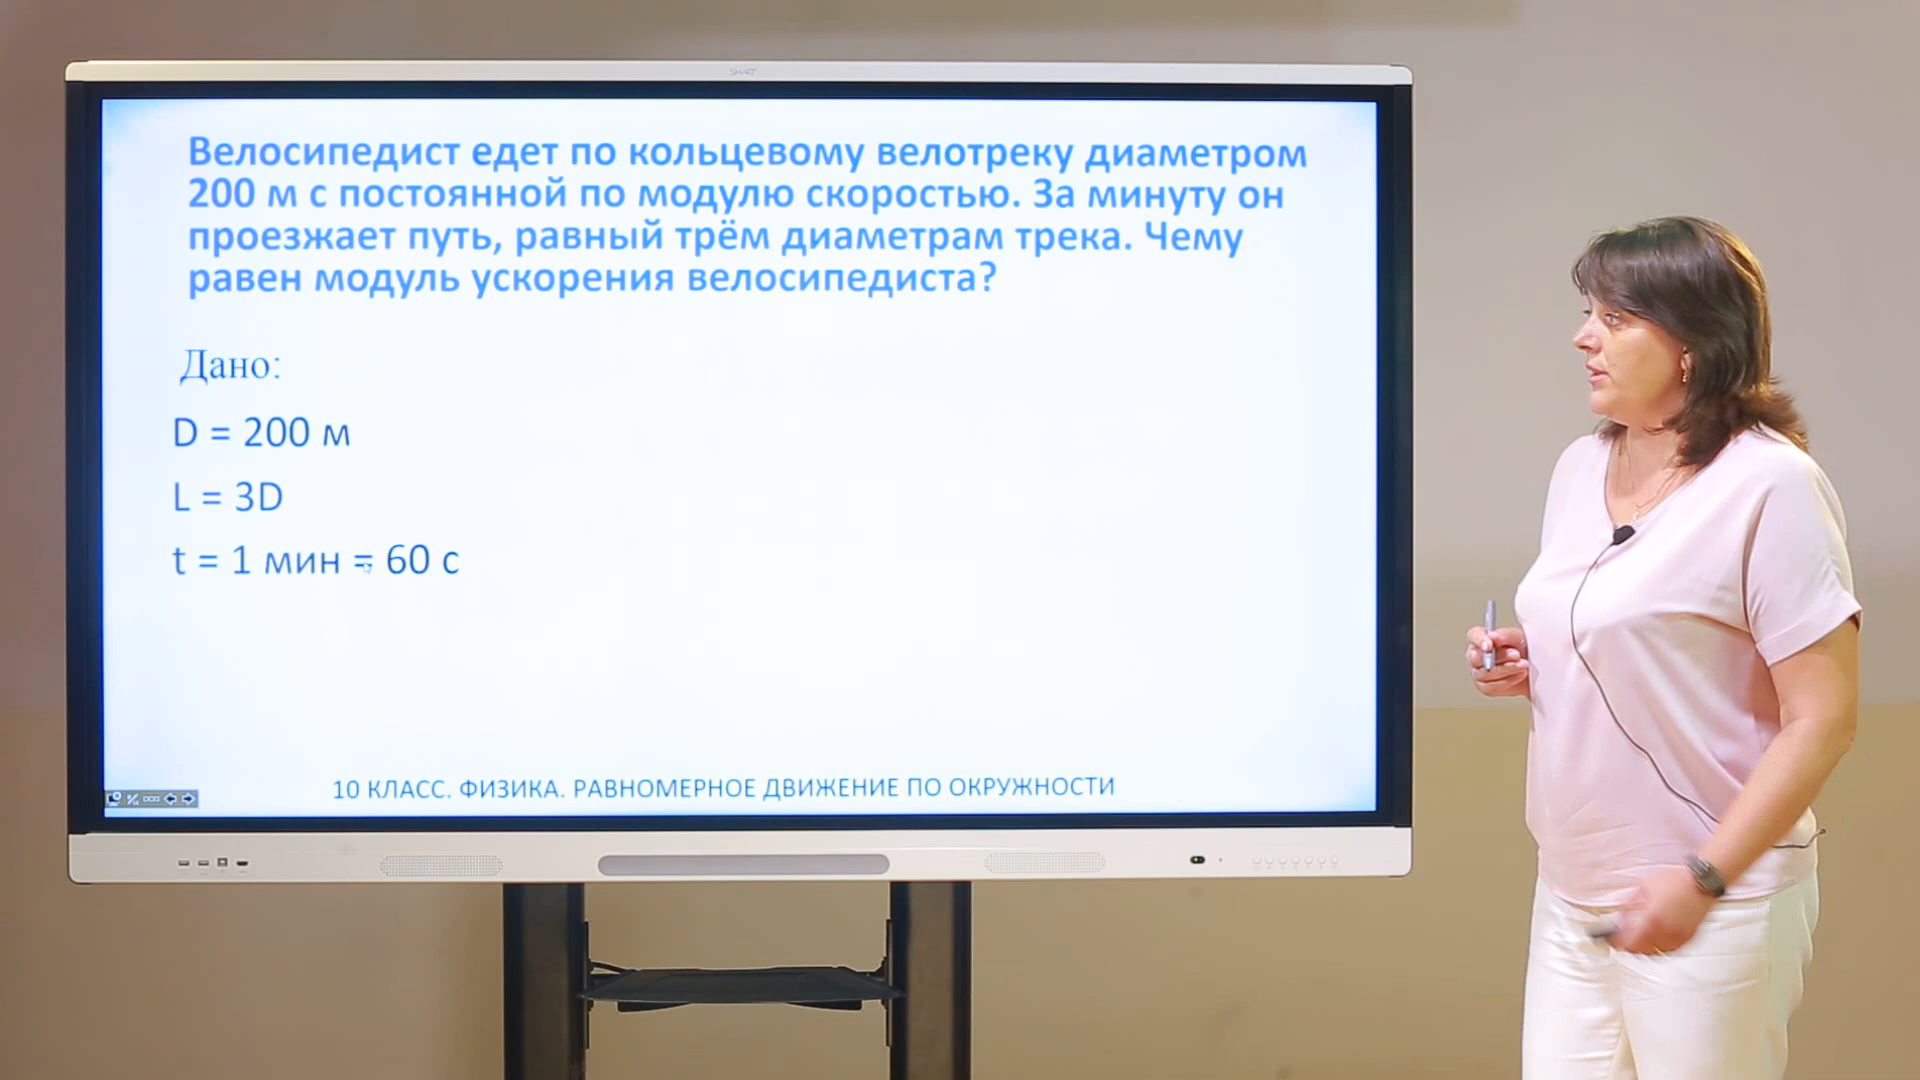 SMART
Велосипедист едет по кольцевому велотреку диаметром
200 м с постоянной по модулю скоростью. За минуту он
проезжает путь, равный трём диаметрам трека. Чему
равен модуль ускорения велосипедиста?
Дано:
D = 200 м
L = 3D
t = 1 мин = 60 с
10 КЛАСС. ФИЗИКА. РАВНОМЕРНОЕ ДВИЖЕНИЕ ПО ОКРУЖНОСТИ